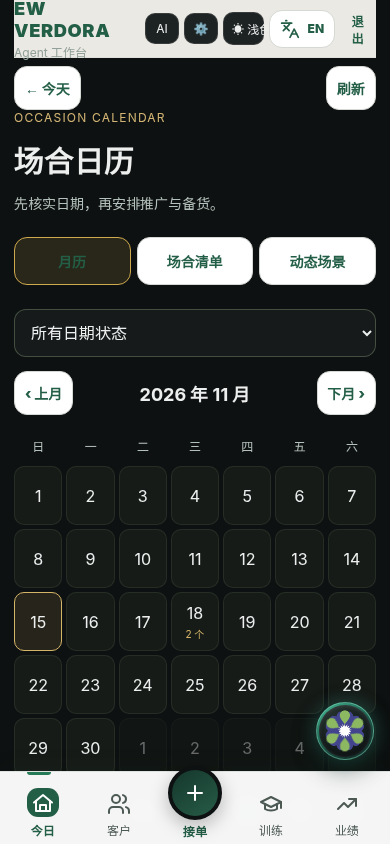 EW
VERDORA
Agent 工作台
AI
⚙️
☀ 浅色
EN
退
出
← 今天
刷新
OCCASION CALENDAR
场合日历
先核实日期，再安排推广与备货。
月历
场合清单
动态场景
所有日期状态
‹ 上月
2026 年 11 月
下月 ›
日 一 二 三 四 五 六
1 2 3 4 5 6 7
8 9 10 11 12 13 14
15 16 17 18 19 20 21
2 个
22 23 24 25 26 27 28
29 30 1 2 3 4
今日
客户
接单
训练
业绩